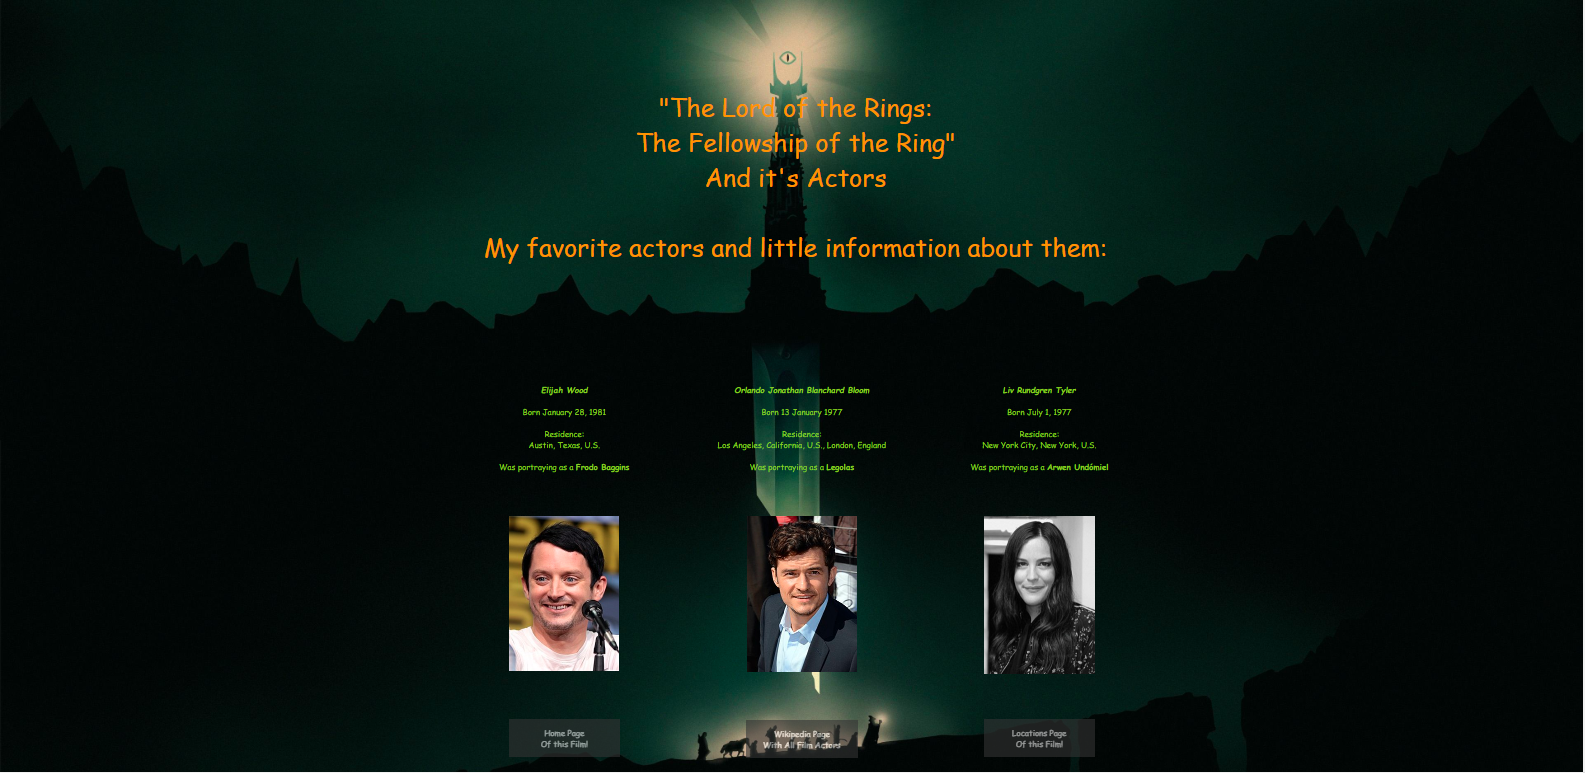 "The Lord of the Rings:
The Fellowship of the Ring"
And it's Actors
My favorite actors and little information about them:
Elijah Wood
Born January 28, 1981
Residence:
Austin, Texas, U.S.
Was portraying as a Frodo Baggins
Orlando Jonathan Blanchard Bloom
Born 13 January 1977
Residence:
Los Angeles, California, U.S., London, England
Was portraying as a Legolas
Liv Rundgren Tyler
Born July 1, 1977
Residence:
New York City, New York, U.S.
Was portraying as a Arwen Undómiel
Home Page
Of this Film!
Wikipedia Page
With All Film Actors
Locations Page
Of this Film!